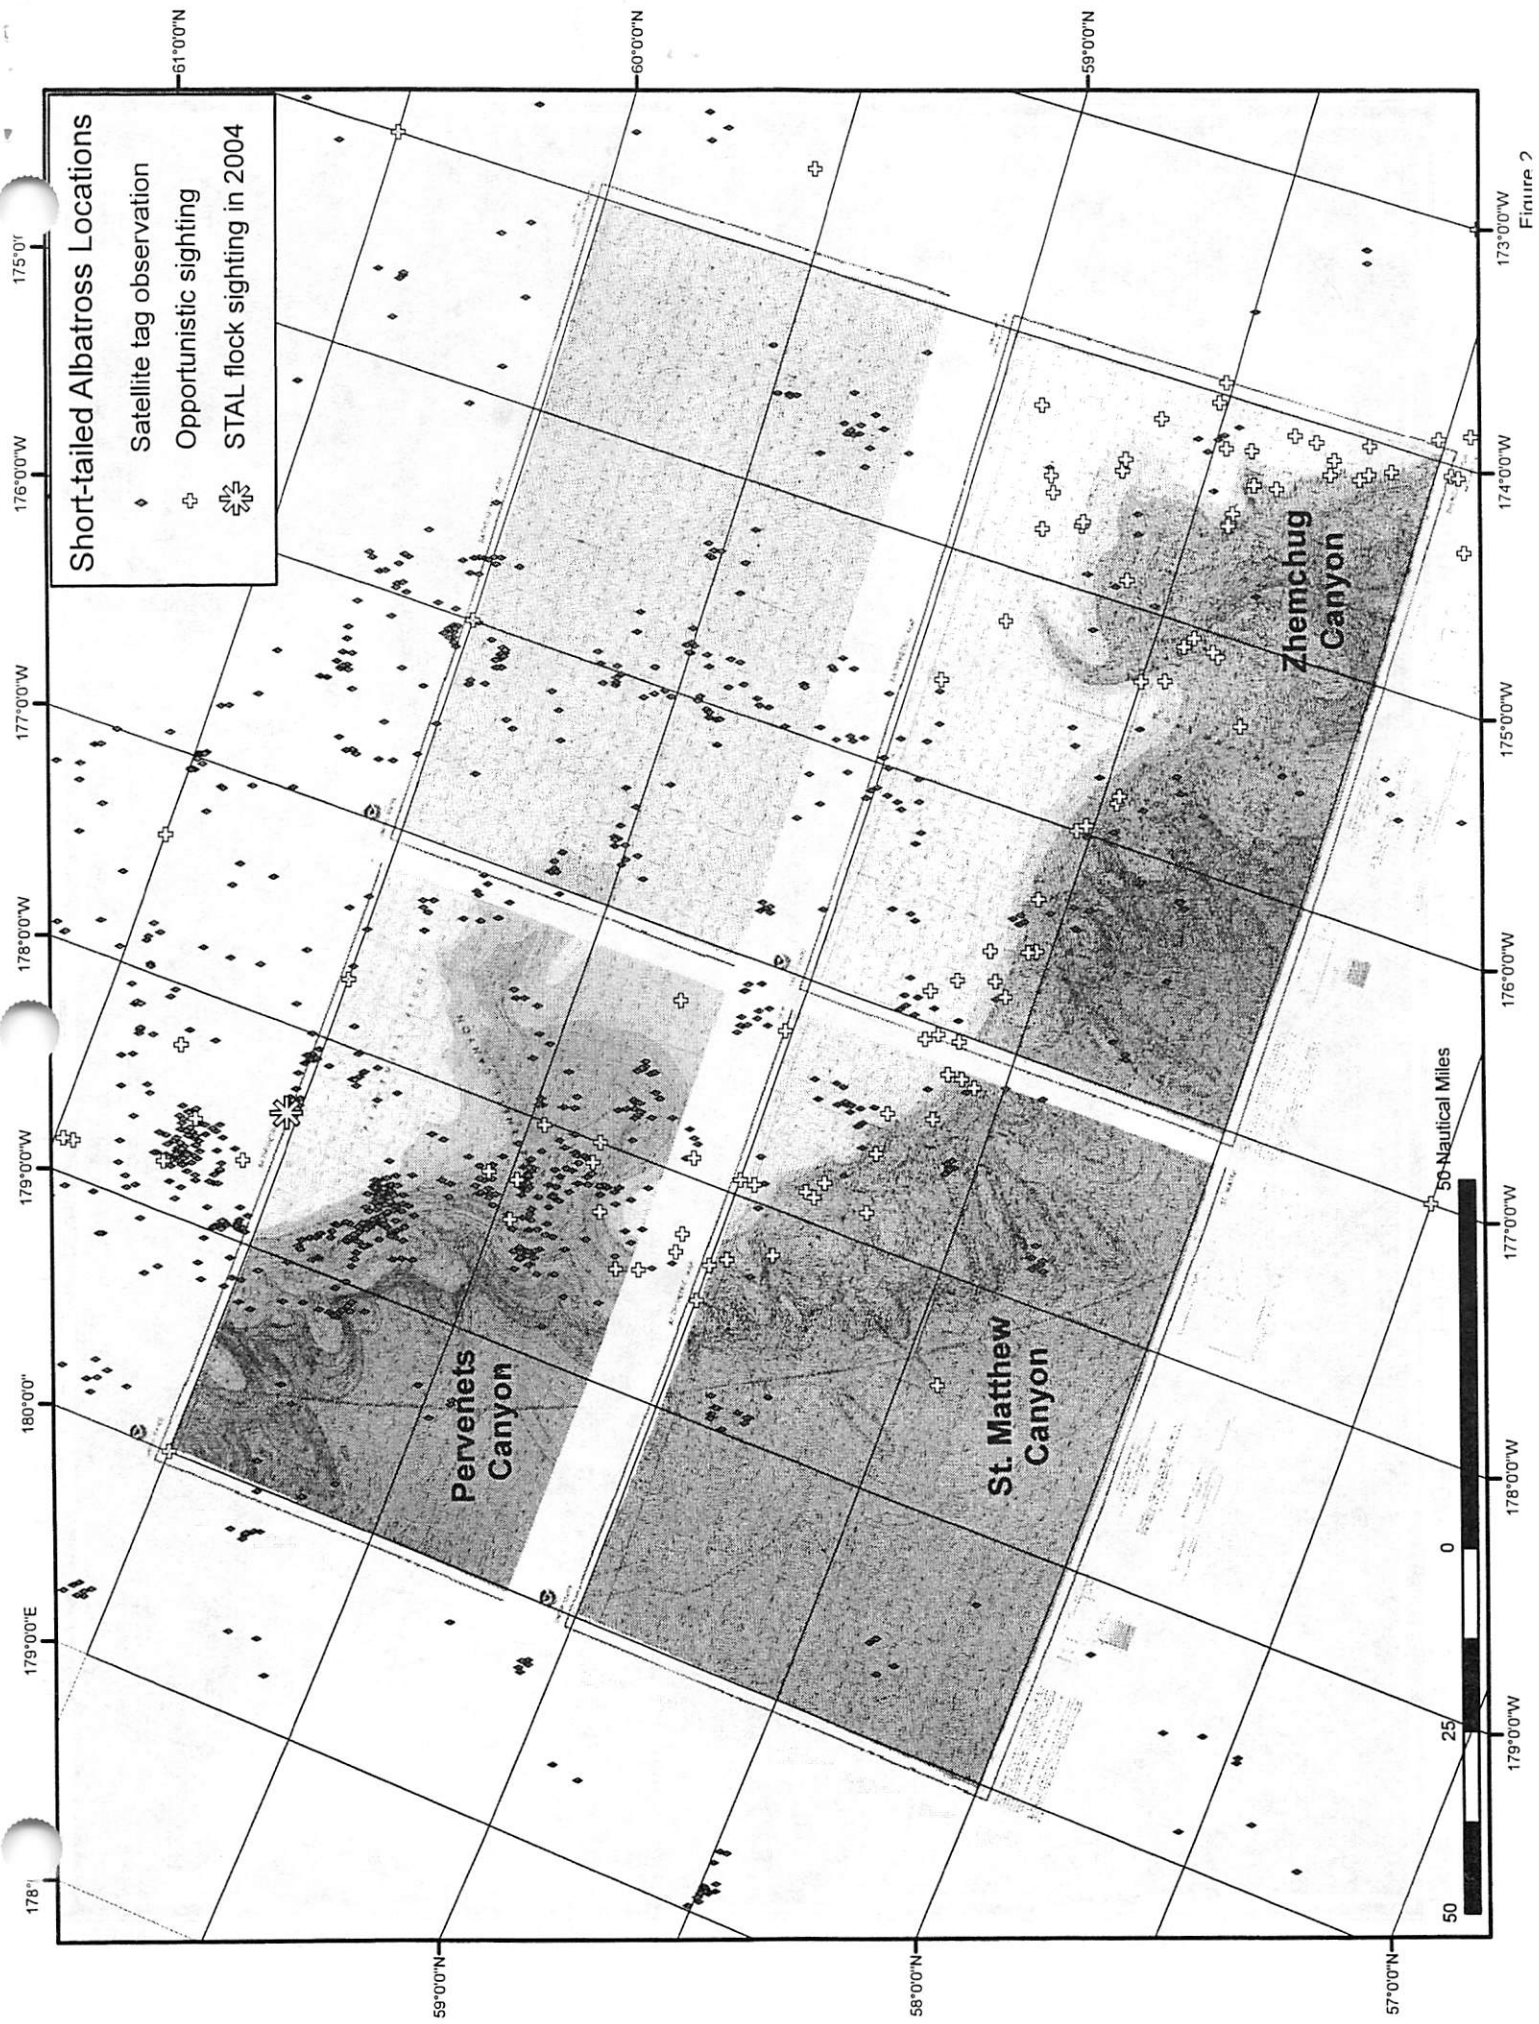 Short-tailed Albatross Locations
Satellite tag observation
Opportunistic sighting
STAL flock sighting in 2004
61°0'0"N
60°0'0"N
59°0'0"N
178°
179°0'0"E
180°0'0"
179°0'0"W
178°0'0"W
177°0'0"W
176°0'0"W
175°0'
Pervenets
Canyon
St. Matthew
Canyon
Zhemchug
Canyon
CANYON
59°0'0"N
58°0'0"N
57°0'0"N
179°0'0"W
178°0'0"W
177°0'0"W
176°0'0"W
175°0'0"W
174°0'0"W
173°0'0"W
50
25
0
50 Nautical Miles
Figure 2